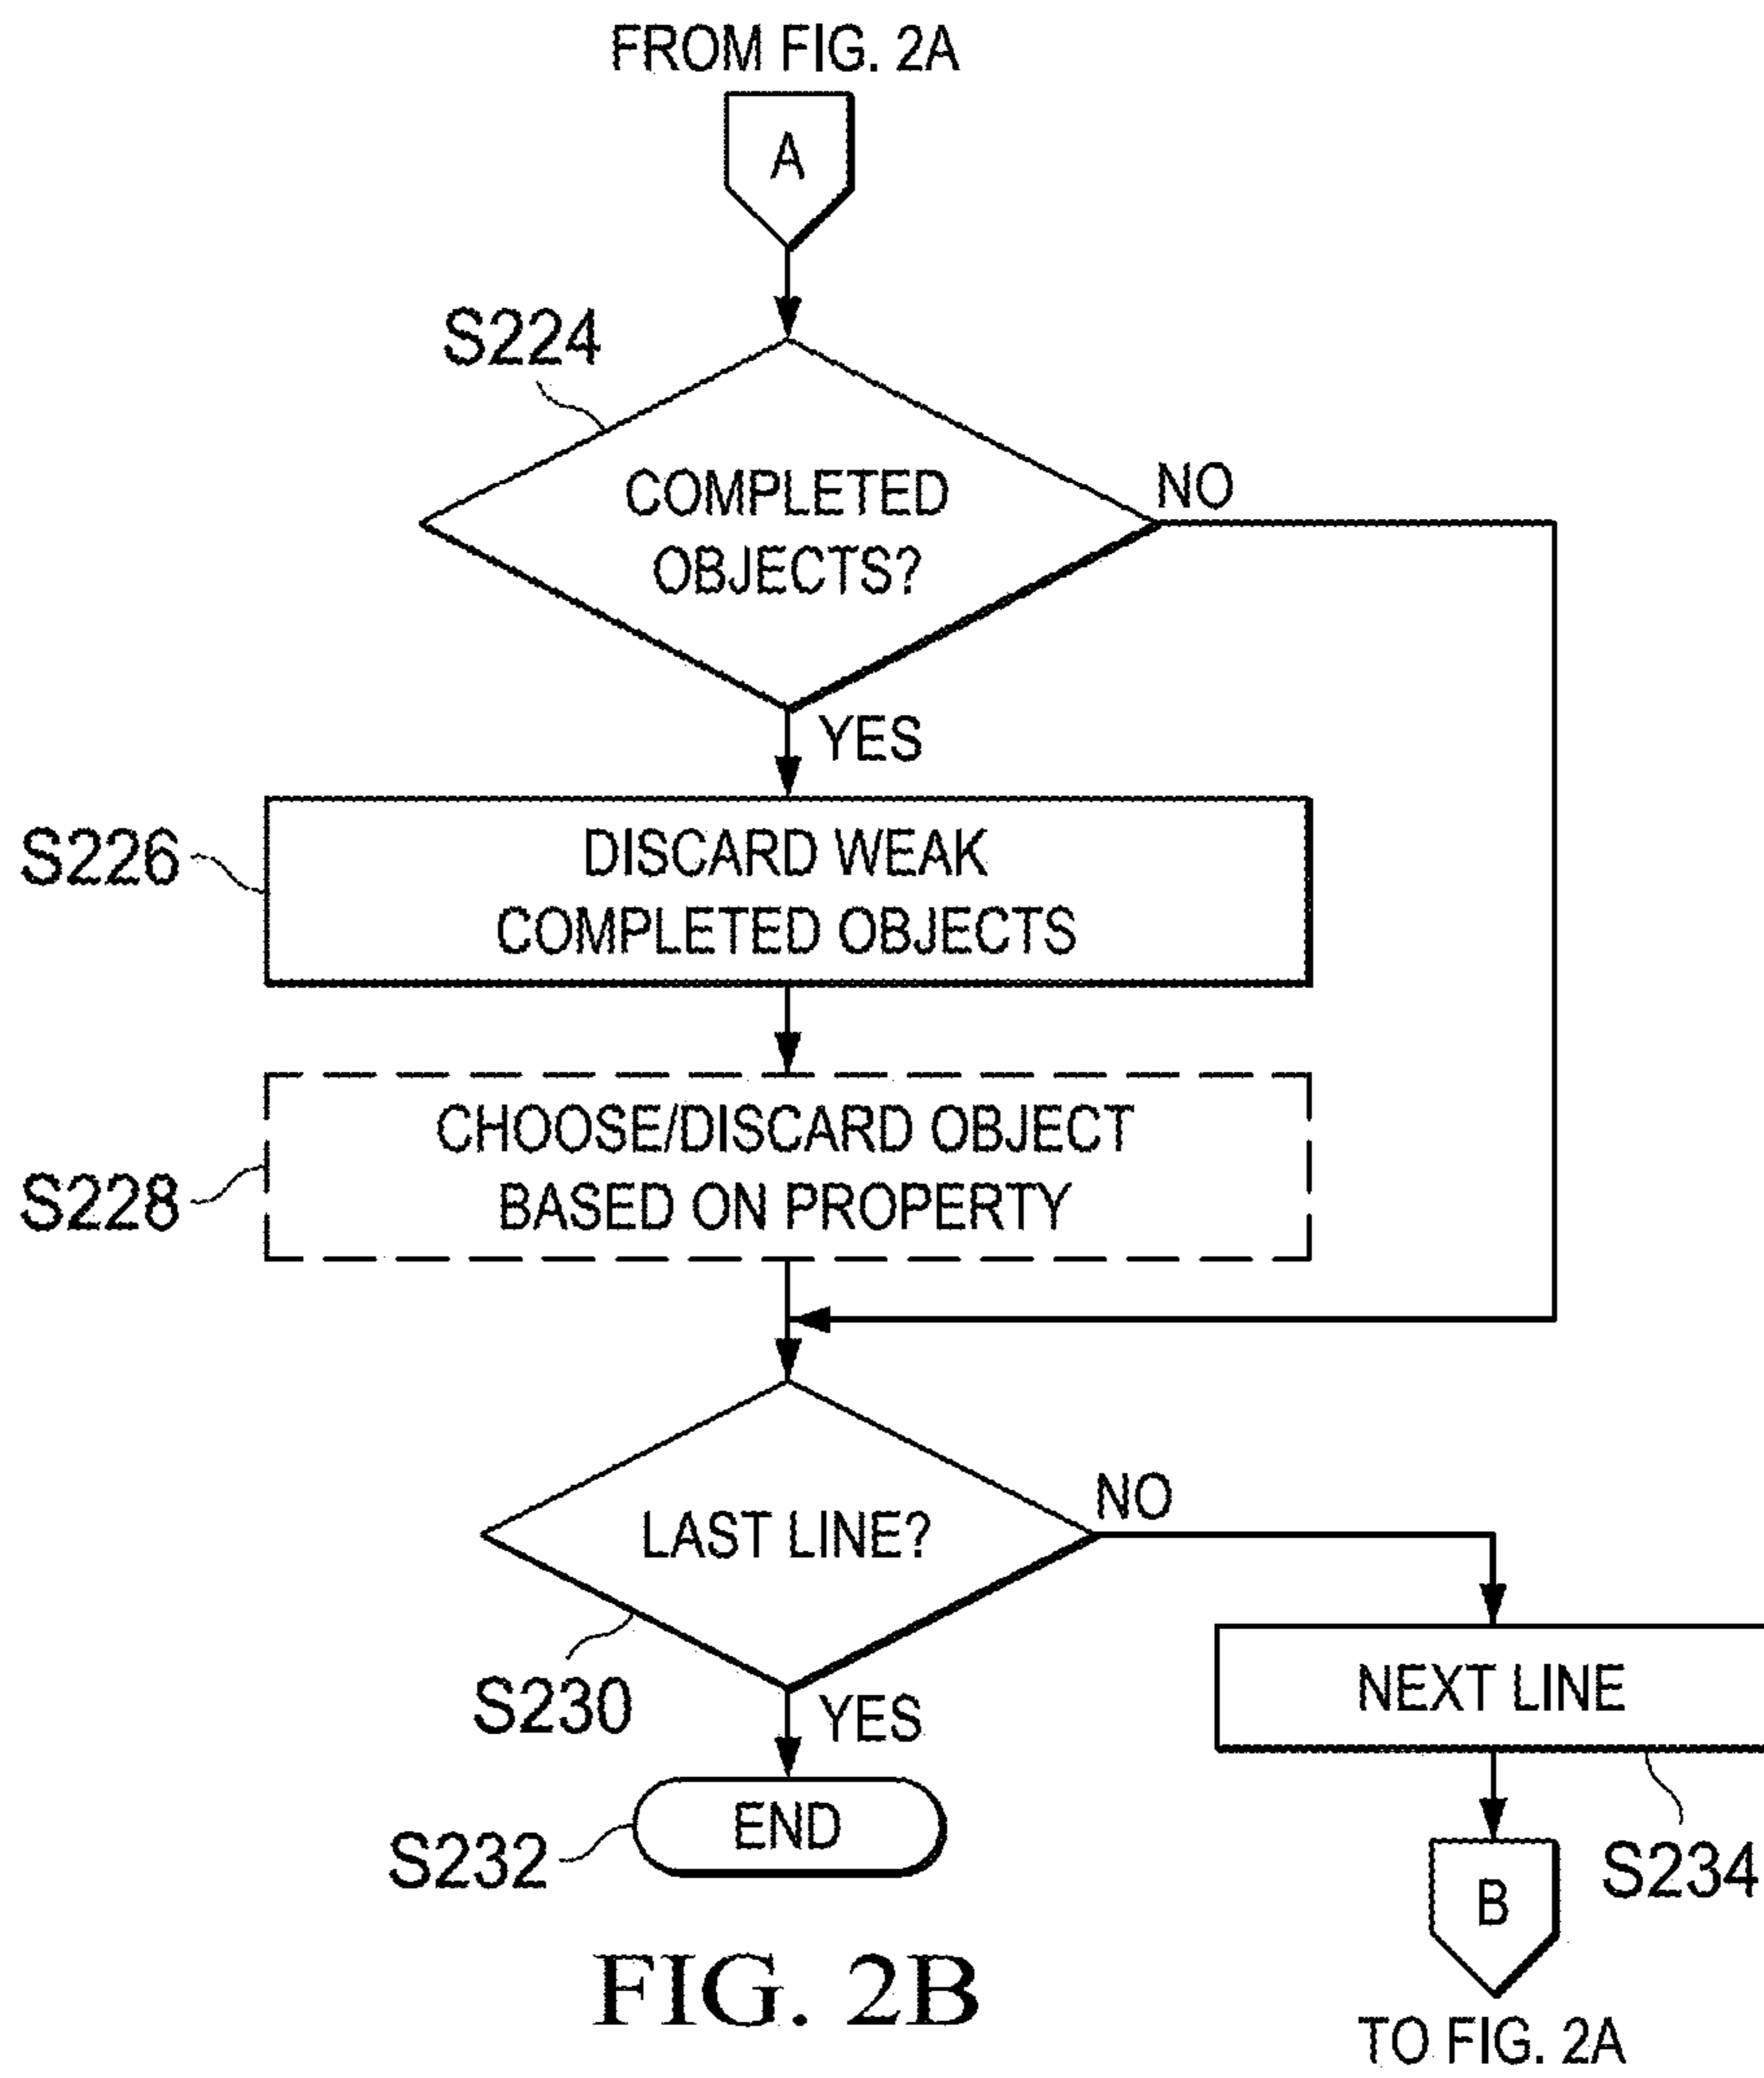 FROM FIG. 2A
A
S224
COMPLETED
OBJECTS?
NO
YES
S226
DISCARD WEAK
COMPLETED OBJECTS
S228
CHOOSE/DISCARD OBJECT
BASED ON PROPERTY
LAST LINE?
NO
S230
YES
NEXT LINE
S232
END
S234
B
FIG. 2B
TO FIG. 2A